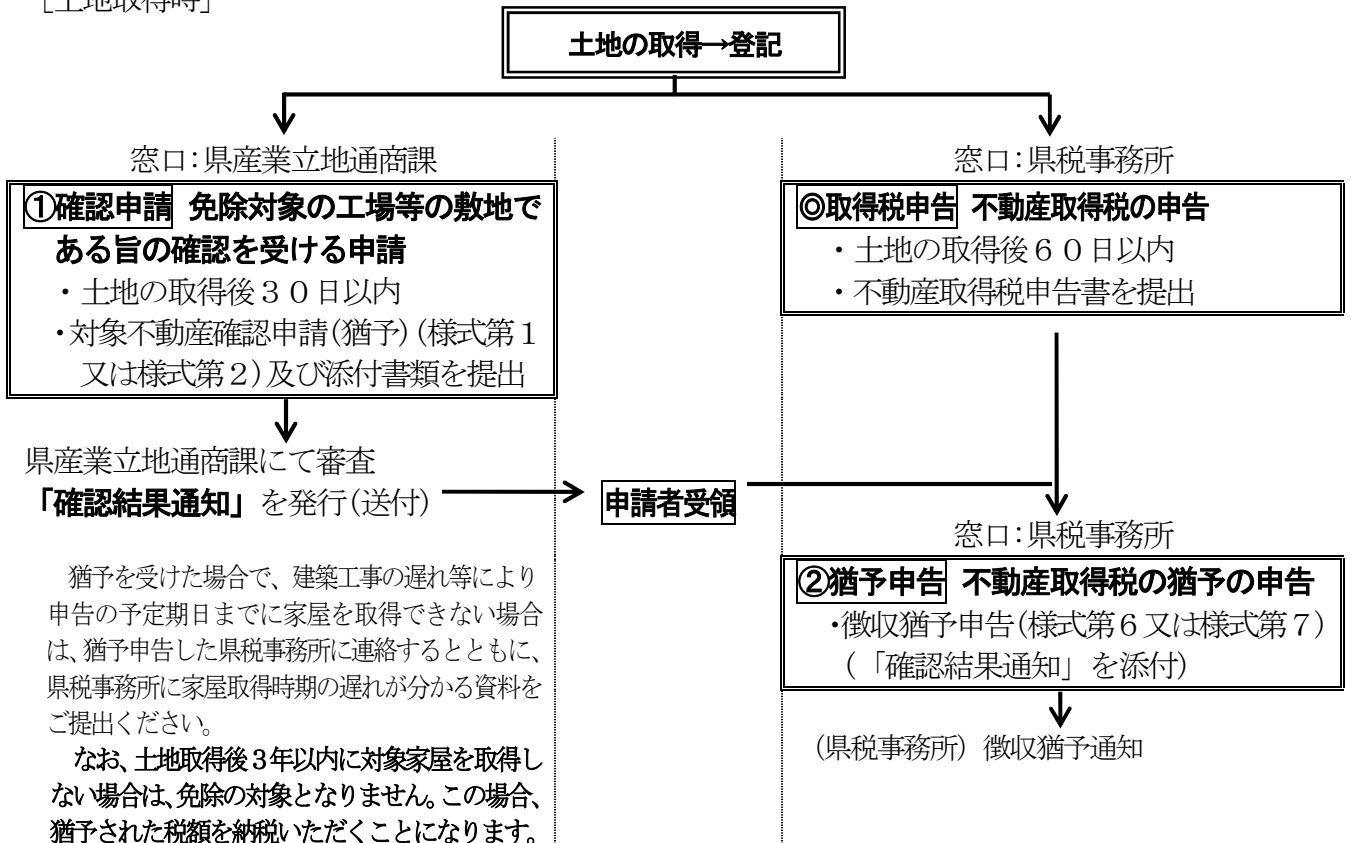 ［土地取得時］
土地の取得→登記
窓口：県産業立地通商課
①確認申請 免除対象の工場等の敷地で
ある旨の確認を受ける申請
・土地の取得後３０日以内
・対象不動産確認申請(猶予)(様式第１
又は様式第２)及び添付書類を提出
県産業立地通商課にて審査
「確認結果通知」を発行(送付)
申請者受領
猶予を受けた場合で、建築工事の遅れ等により
申告の予定期日までに家屋を取得できない場合
は、猶予申告した県税事務所に連絡するとともに、
県税事務所に家屋取得時期の遅れが分かる資料を
ご提出ください。
なお、土地取得後３年以内に対象家屋を取得し
ない場合は、免除の対象となりません。この場合、
猶予された税額を納税いただくことになります。
窓口：県税事務所
◎取得税申告 不動産取得税の申告
・土地の取得後６０日以内
・不動産取得税申告書を提出
窓口：県税事務所
②猶予申告 不動産取得税の猶予の申告
・徴収猶予申告(様式第６又は様式第７)
(「確認結果通知」を添付)
(県税事務所) 徴収猶予通知